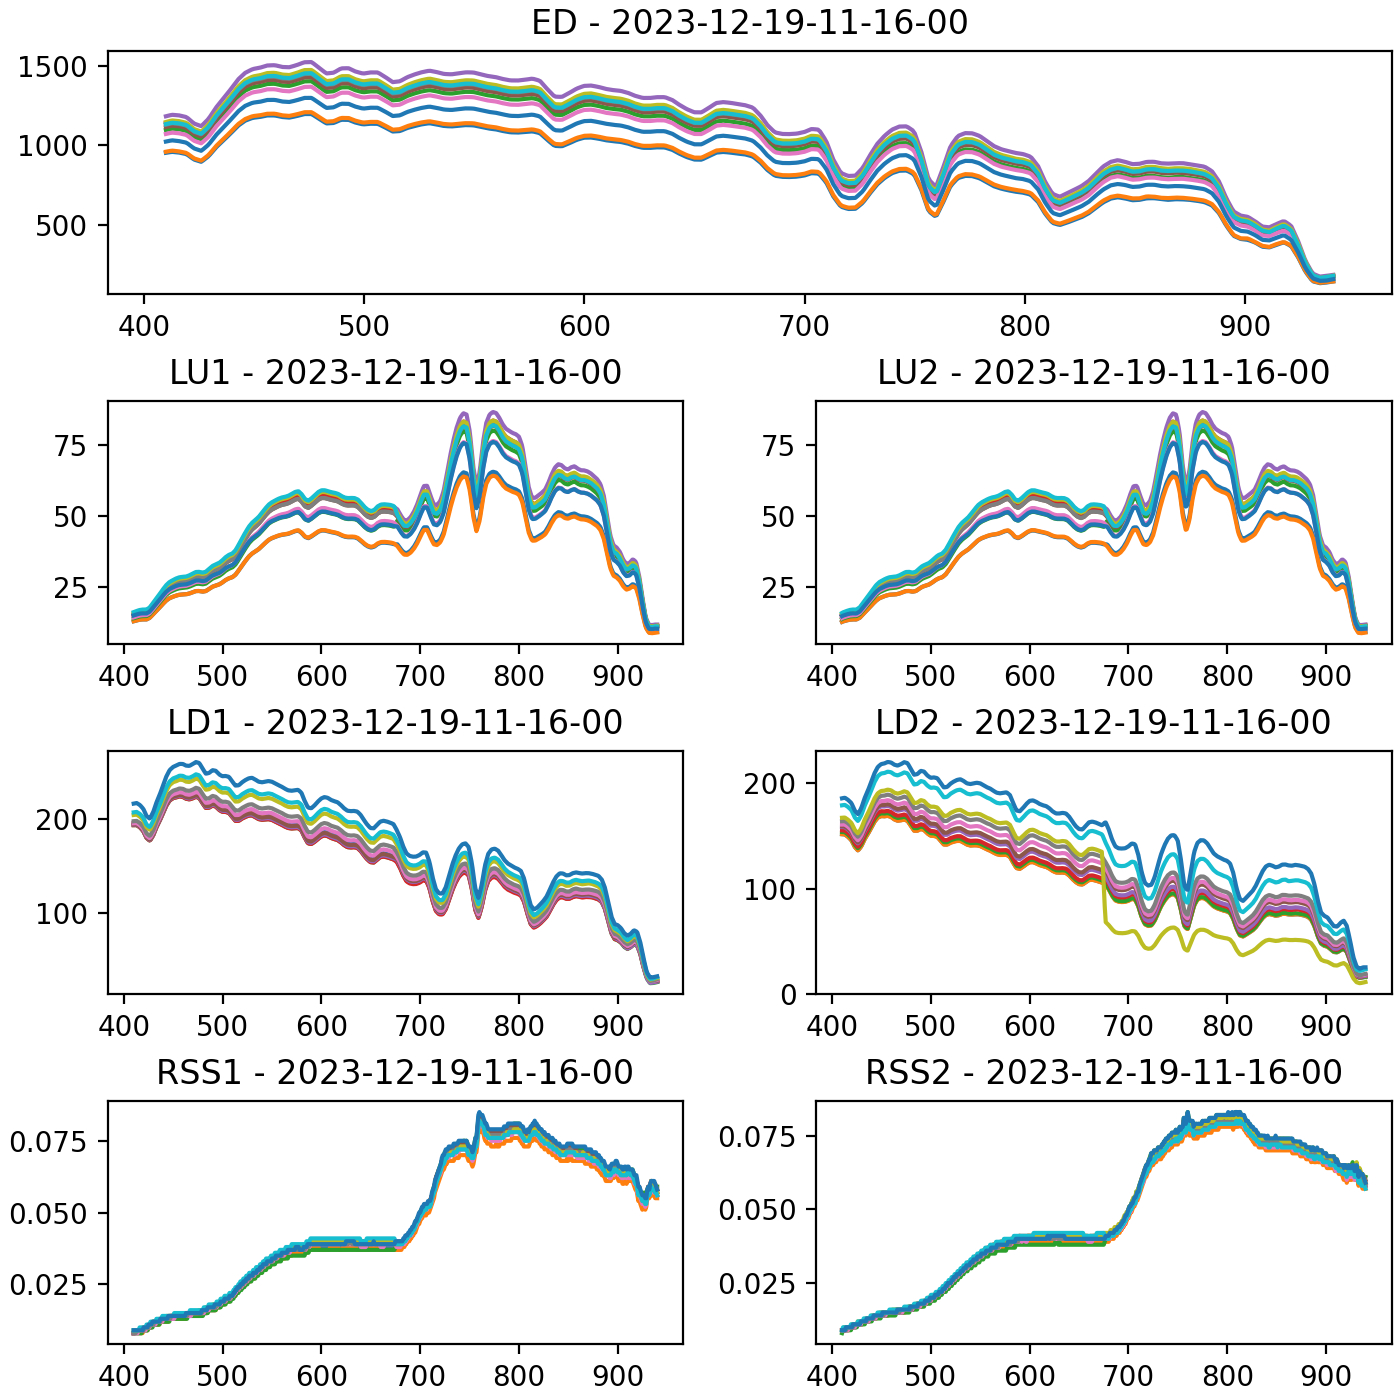 ED - 2023-12-19-11-16-00
1500
1000
500
400 500 600 700 800 900
LU1 - 2023-12-19-11-16-00
75
50
25
400 500 600 700 800 900
LU2 - 2023-12-19-11-16-00
75
50
25
400 500 600 700 800 900
LD1 - 2023-12-19-11-16-00
200
100
400 500 600 700 800 900
LD2 - 2023-12-19-11-16-00
200
100
0
400 500 600 700 800 900
RSS1 - 2023-12-19-11-16-00
0.075
0.050
0.025
400 500 600 700 800 900
RSS2 - 2023-12-19-11-16-00
0.075
0.050
0.025
400 500 600 700 800 900